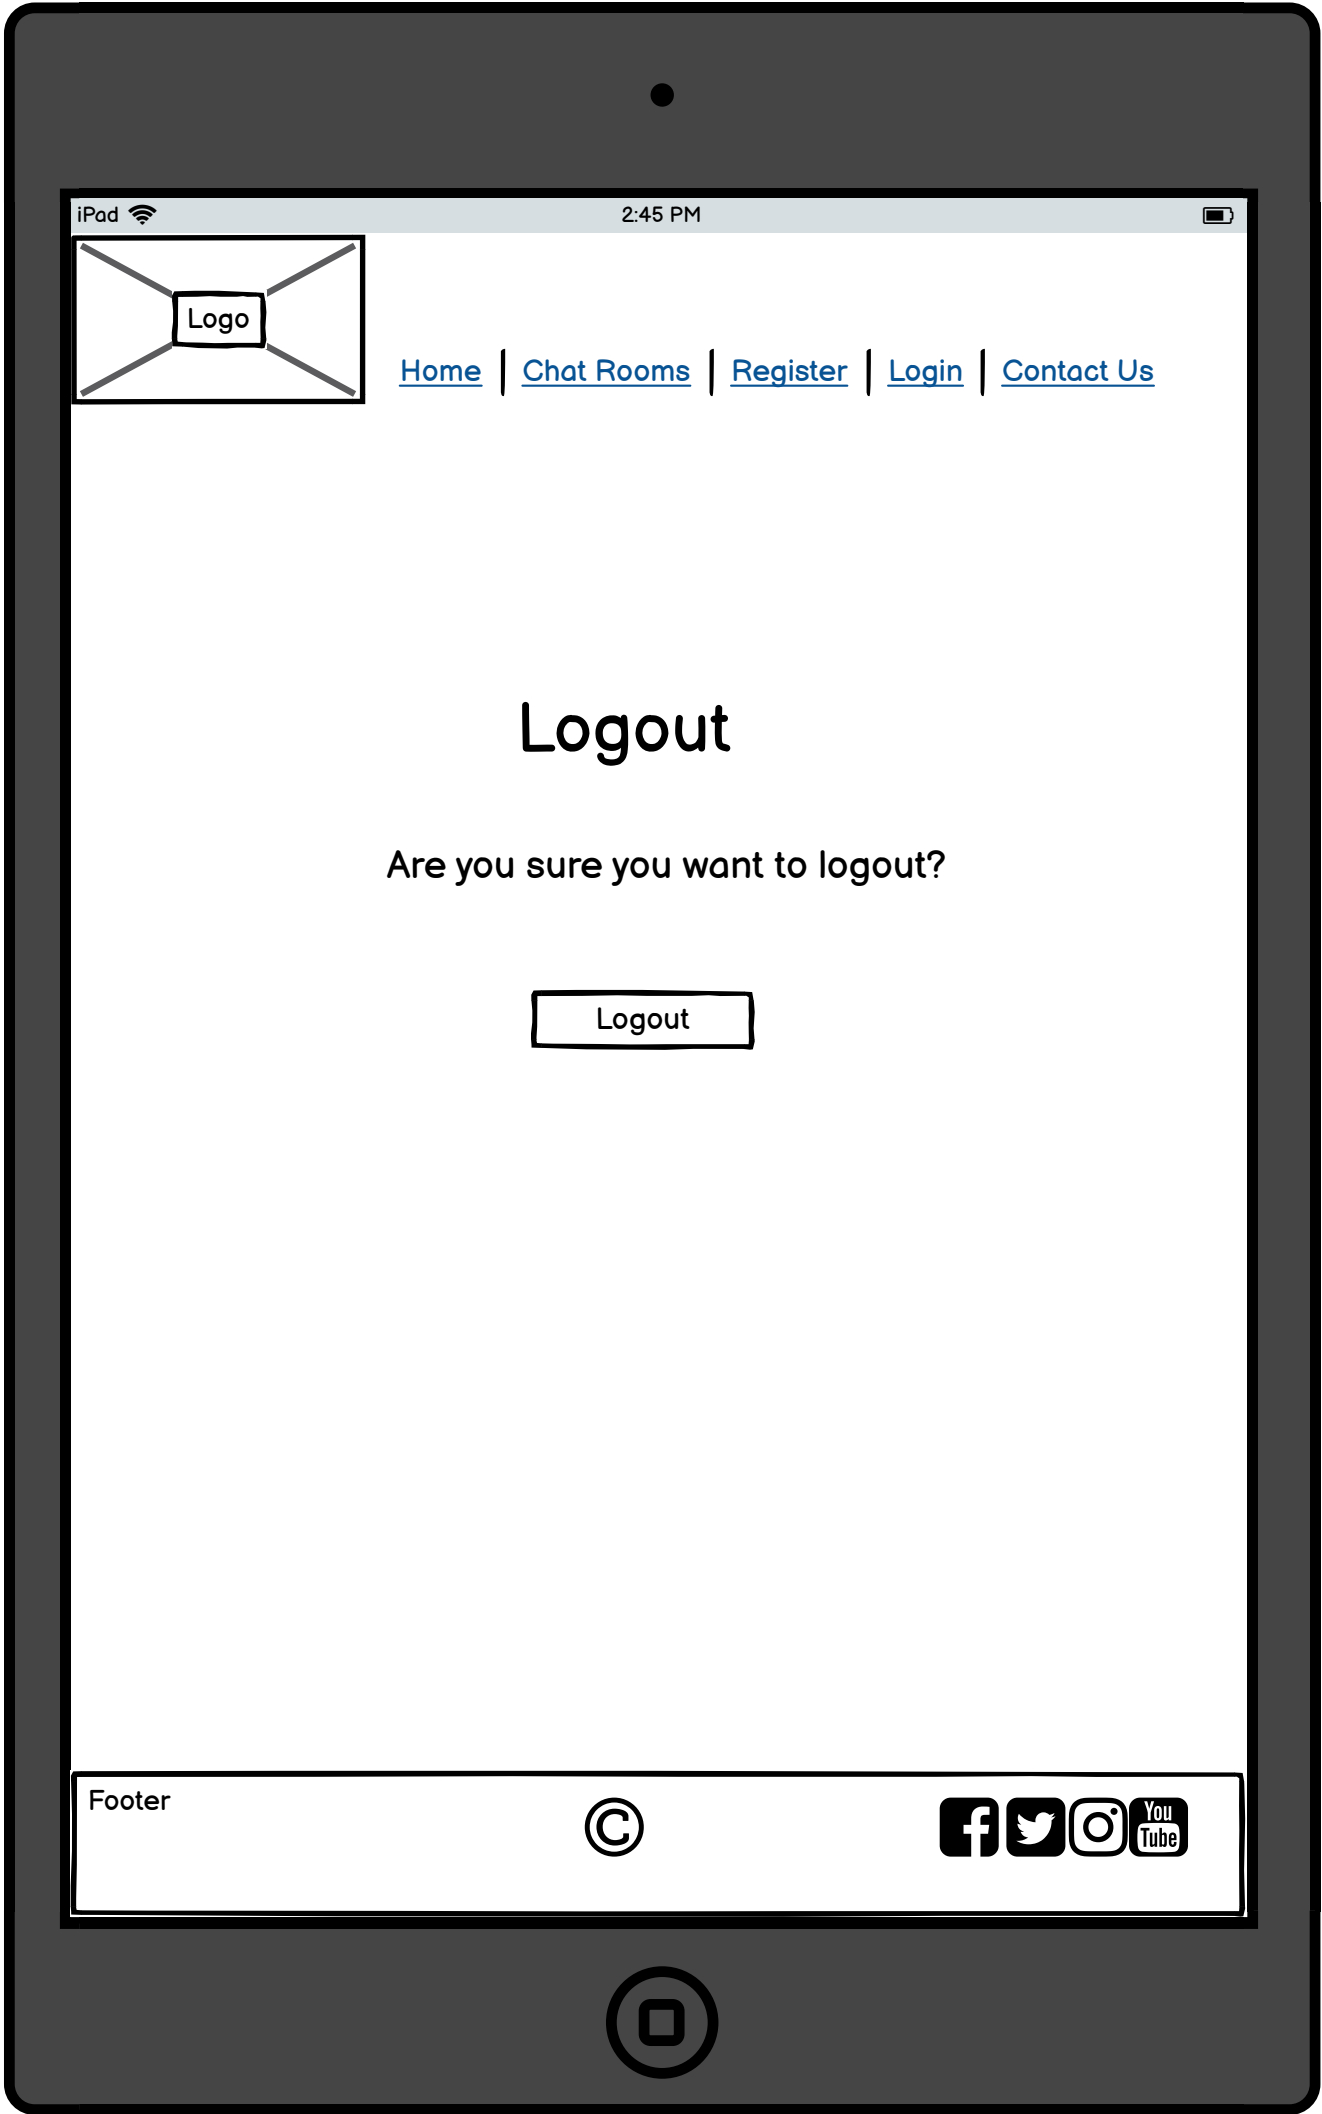 iPad 2:45 PM
Logo
Home Chat Rooms Register Login Contact Us
Logout
Are you sure you want to logout?
Logout
Footer © You Tube